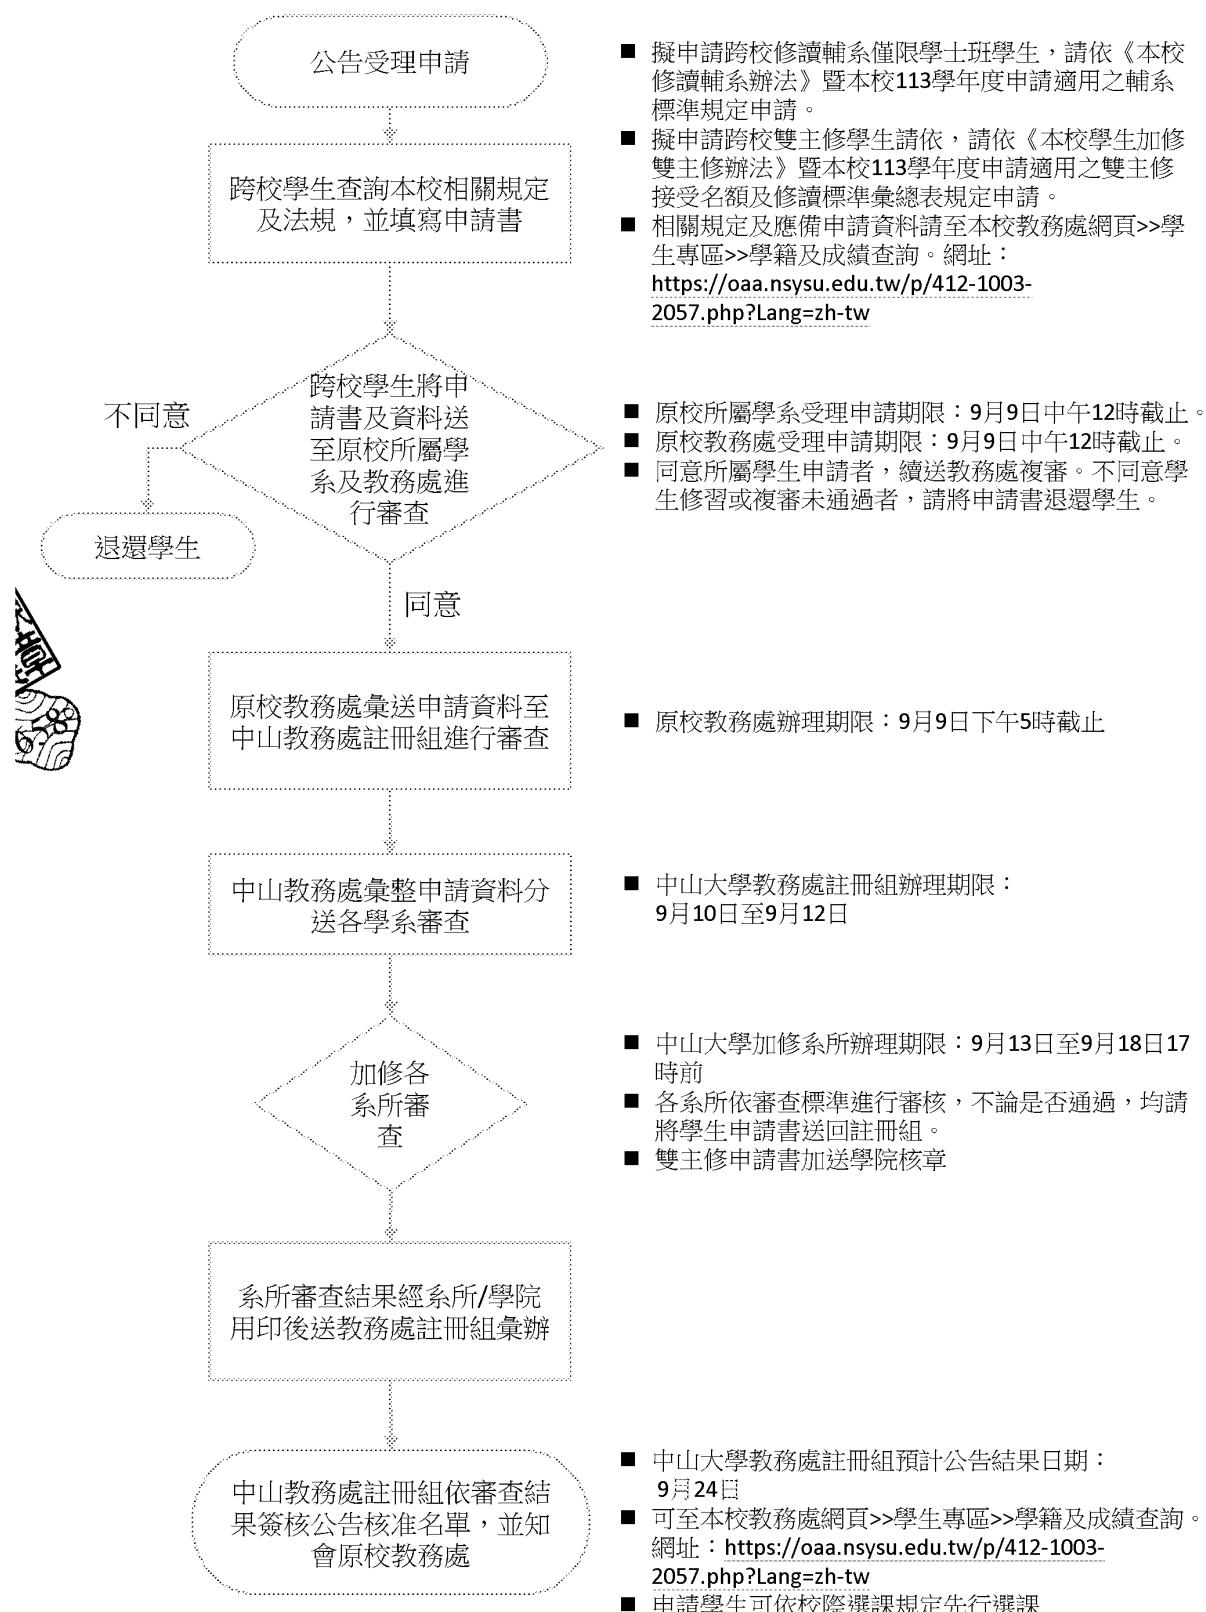 公告受理申請
■ 擬申請跨校修讀輔系僅限學士班學生，請依《本校
修讀輔系辦法》暨本校113學年度申請適用之輔系
標準規定申請。
■ 擬申請跨校雙主修學生請依，請依《本校學生加修
雙主修辦法》暨本校113學年度申請適用之雙主修
接受名額及修讀標準彙總表規定申請。
■ 相關規定及應備申請資料請至本校教務處網頁>>學
生專區>>學籍及成績查詢。網址：
https://oaa.nsysu.edu.tw/p/412-1003-
2057.php?Lang=zh-tw
跨校學生查詢本校相關規定
及法規，並填寫申請書
跨校學生將申
請書及資料送
至原校所屬學
系及教務處進
行審查
不同意
退還學生
同意
■ 原校所屬學系受理申請期限：9月9日中午12時截止。
■ 原校教務處受理申請期限：9月9日中午12時截止。
■ 同意所屬學生申請者，續送教務處複審。不同意學
生修習或複審未通過者，請將申請書退還學生。
章
原校教務處彙送申請資料至
中山教務處註冊組進行審查
■ 原校教務處辦理期限：9月9日下午5時截止
中山教務處彙整申請資料分
送各學系審查
■ 中山大學教務處註冊組辦理期限：
9月10日至9月12日
加修各
系所審
查
■ 中山大學加修系所辦理期限：9月13日至9月18日17
時前
■ 各系所依審查標準進行審核，不論是否通過，均請
將學生申請書送回註冊組。
■ 雙主修申請書加送學院核章
系所審查結果經系所/學院
用印後送教務處註冊組彙辦
中山教務處註冊組依審查結
果簽核公告核准名單，並知
會原校教務處
■ 中山大學教務處註冊組預計公告結果日期：
9月24日
■ 可至本校教務處網頁>>學生專區>>學籍及成績查詢。
網址：https://oaa.nsysu.edu.tw/p/412-1003-
2057.php?Lang=zh-tw
■ 申請學生可依校際選課規定先行選課